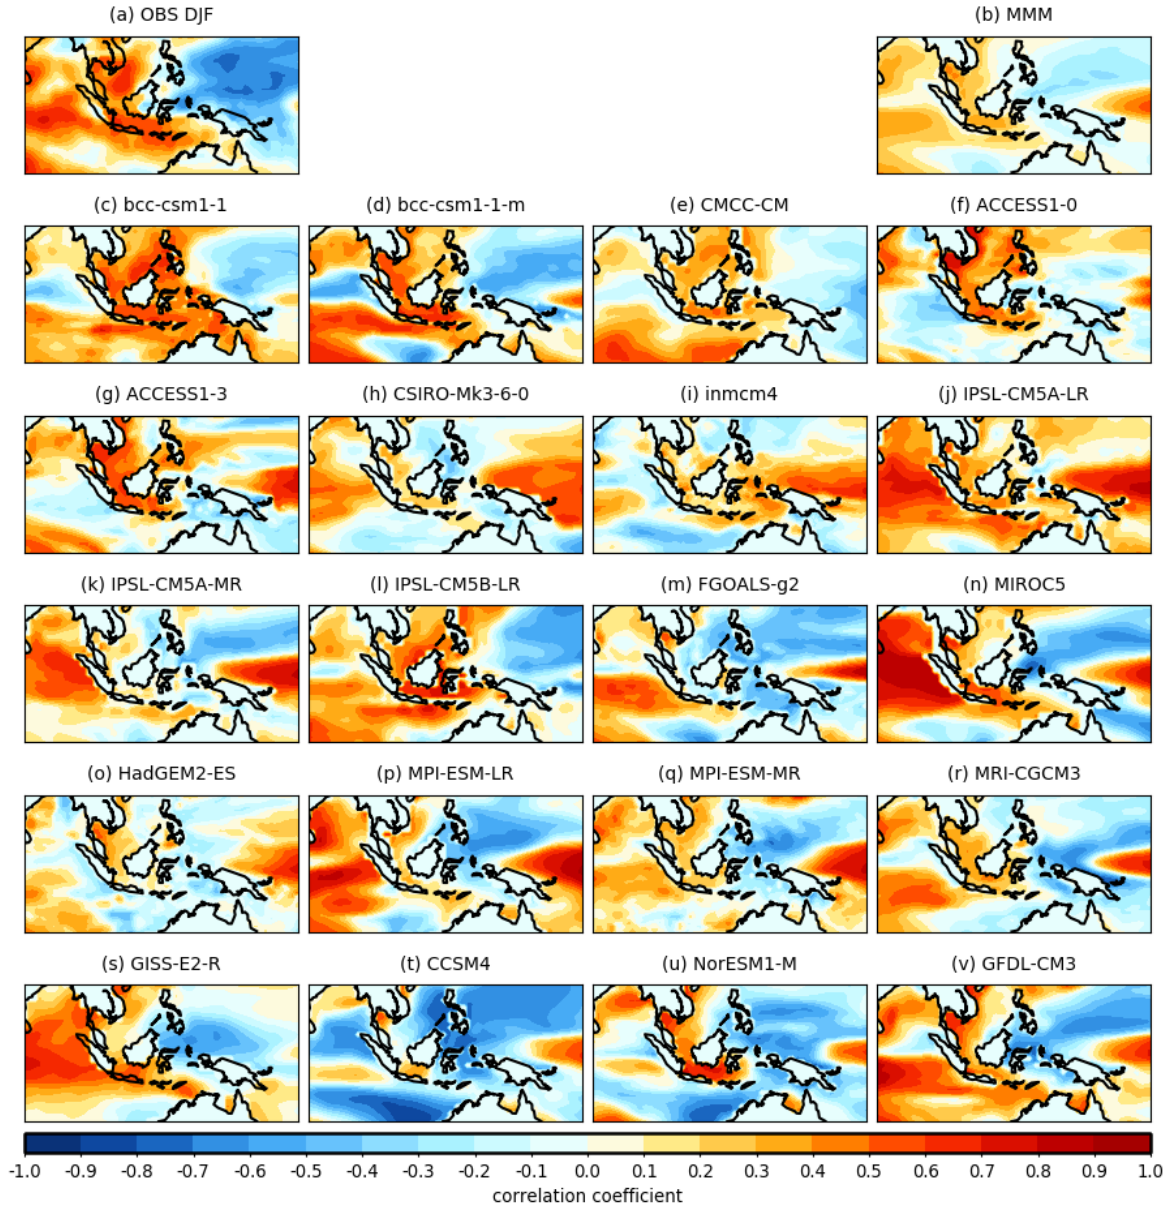 (a) OBS DJF
(b) MMM
(c) bcc-csm1-1
(d) bcc-csm1-1-m
(e) CMCC-CM
(f) ACCESS1-0
(g) ACCESS1-3
(h) CSIRO-Mk3-6-0
(i) inmcm4
(j) IPSL-CM5A-LR
(k) IPSL-CM5A-MR
(l) IPSL-CM5B-LR
(m) FGOALS-g2
(n) MIROC5
(o) HadGEM2-ES
(p) MPI-ESM-LR
(q) MPI-ESM-MR
(r) MRI-CGCM3
(s) GISS-E2-R
(t) CCSM4
(u) NorESM1-M
(v) GFDL-CM3
-1.0 -0.9 -0.8 -0.7 -0.6 -0.5 -0.4 -0.3 -0.2 -0.1 0.0 0.1 0.2 0.3 0.4 0.5 0.6 0.7 0.8 0.9 1.0
correlation coefficient